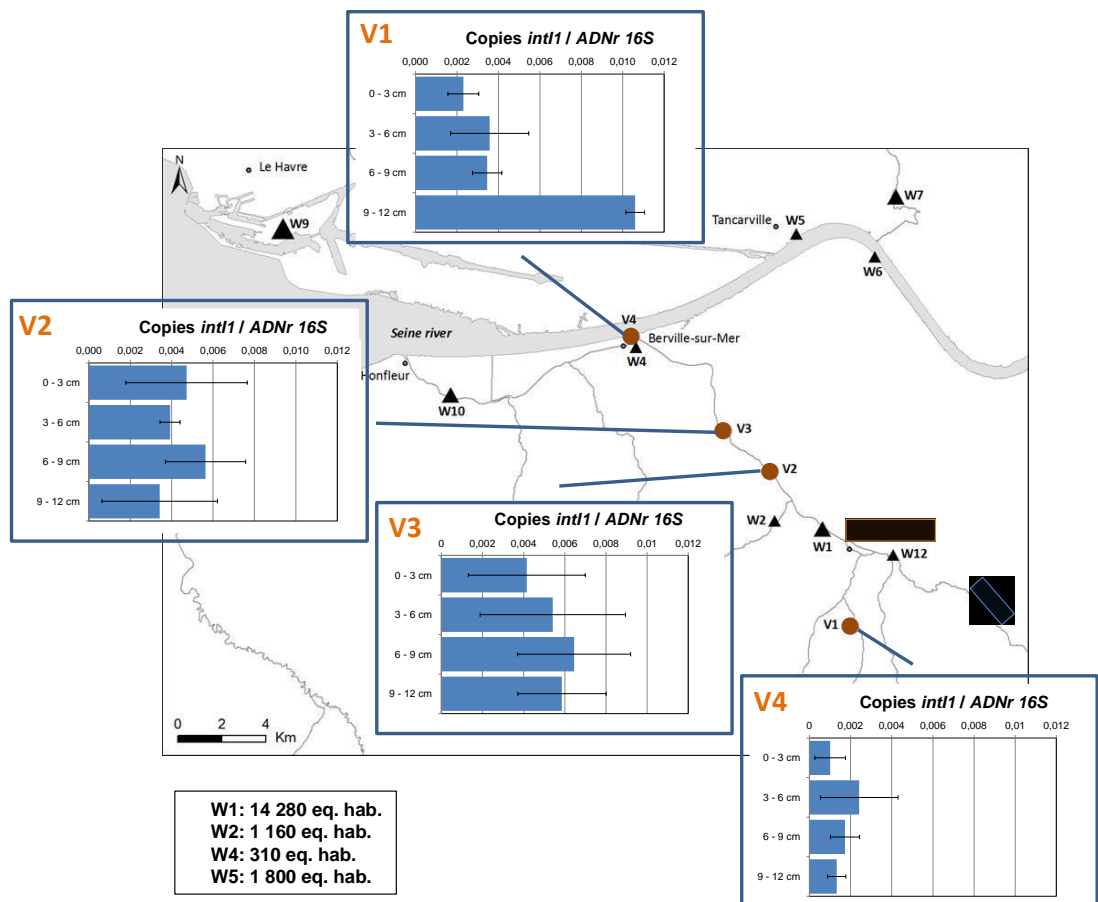 V1
Copies intI1 / ADNr 16S
0,000 0,002 0,004 0,006 0,008 0,010 0,012
0 - 3 cm
3 - 6 cm
6 - 9 cm
9 - 12 cm
N
Le Havre
W9
Tancarville
W5
W7
W6
V2
Copies intI1 / ADNr 16S
0,000 0,002 0,004 0,006 0,008 0,010 0,012
0 - 3 cm
3 - 6 cm
6 - 9 cm
9 - 12 cm
Seine river
V4
Berville-sur-Mer
W4
Honfleur
W10
V3
V2
W2
W1
W12
V1
V3
Copies intI1 / ADNr 16S
0,000 0,002 0,004 0,006 0,008 0,010 0,012
0 - 3 cm
3 - 6 cm
6 - 9 cm
9 - 12 cm
0 2 4
Km
V4
Copies intI1 / ADNr 16S
0 0,002 0,004 0,006 0,008 0,01 0,012
0 - 3 cm
3 - 6 cm
6 - 9 cm
9 - 12 cm
W1: 14 280 eq. hab.
W2: 1 160 eq. hab.
W4: 310 eq. hab.
W5: 1 800 eq. hab.